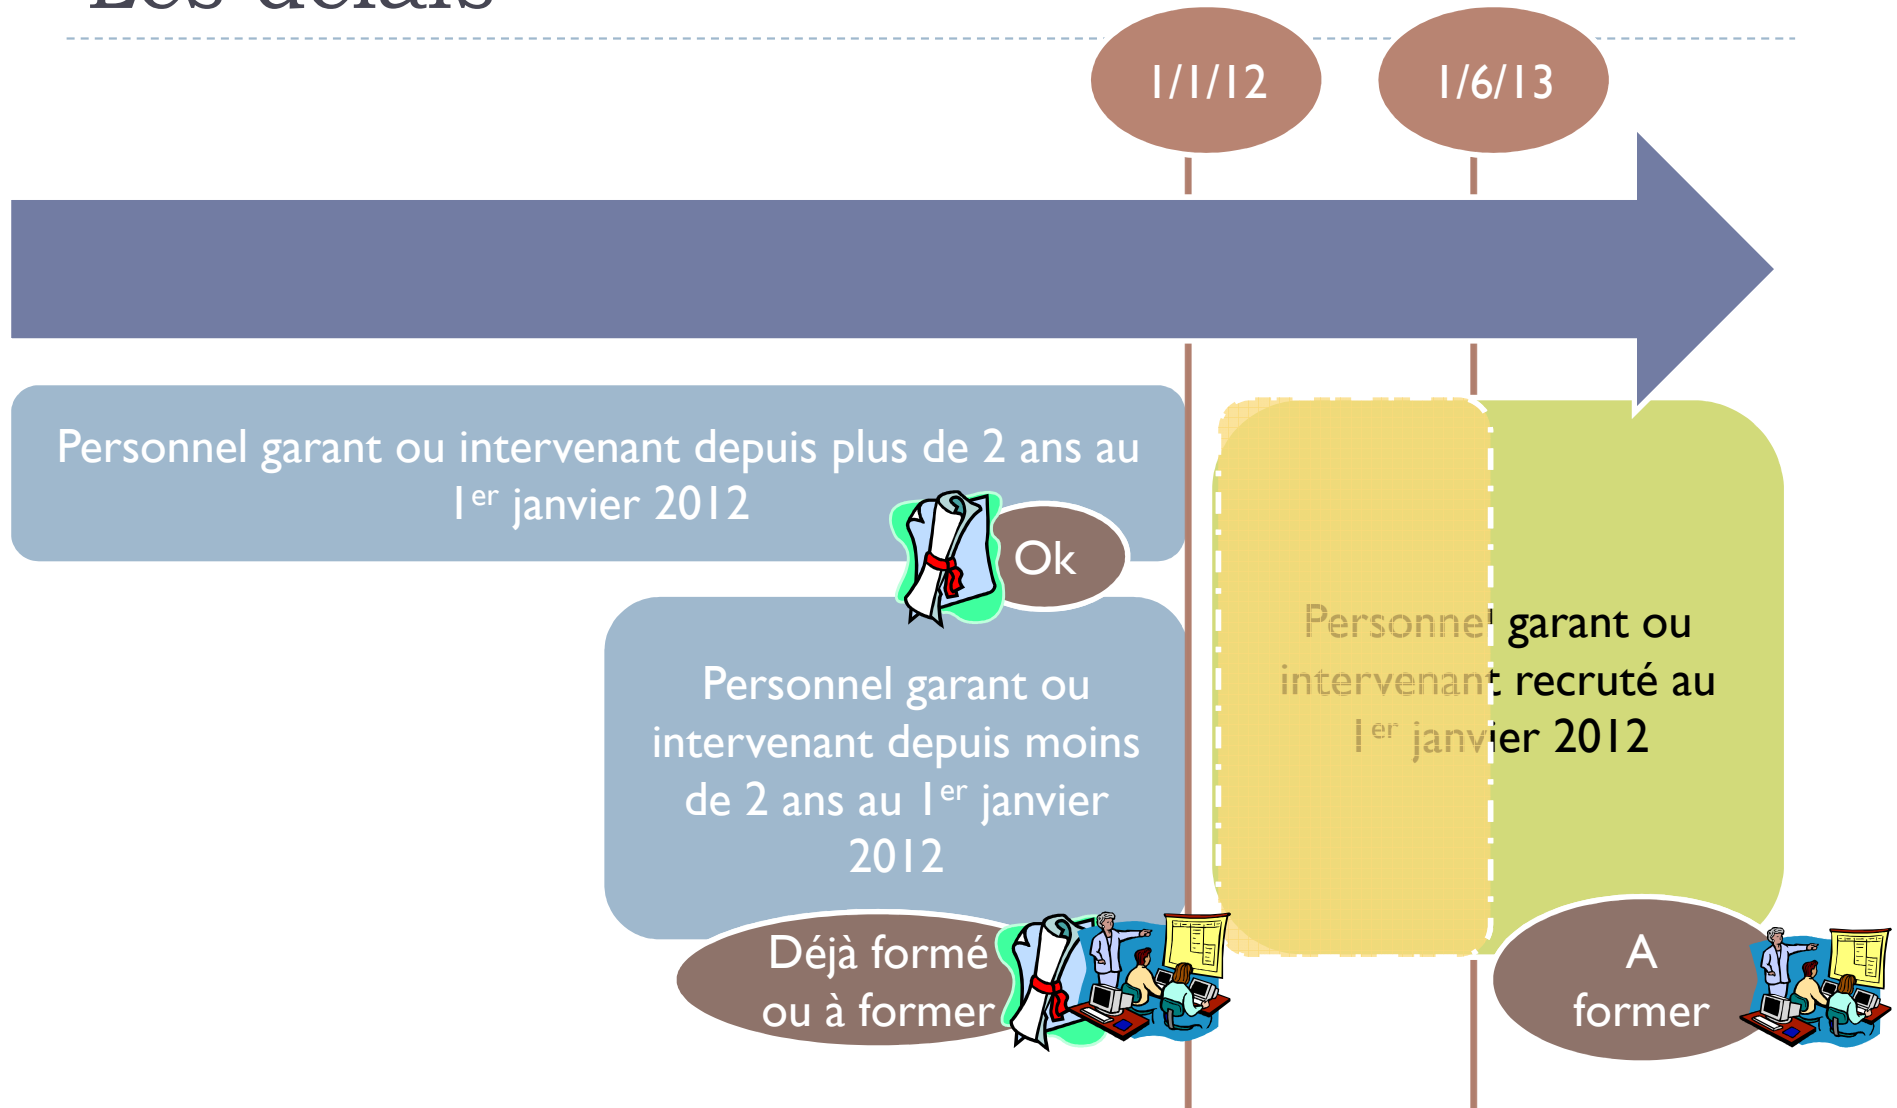 Les délais
1/1/12
1/6/13
Personnel garant ou intervenant depuis plus de 2 ans au
1er janvier 2012
Ok
Personnel garant ou
intervenant depuis moins
de 2 ans au 1er janvier
2012
Déjà formé
ou à former
Personnel garant ou
intervenant recruté au
1er janvier 2012
A
former